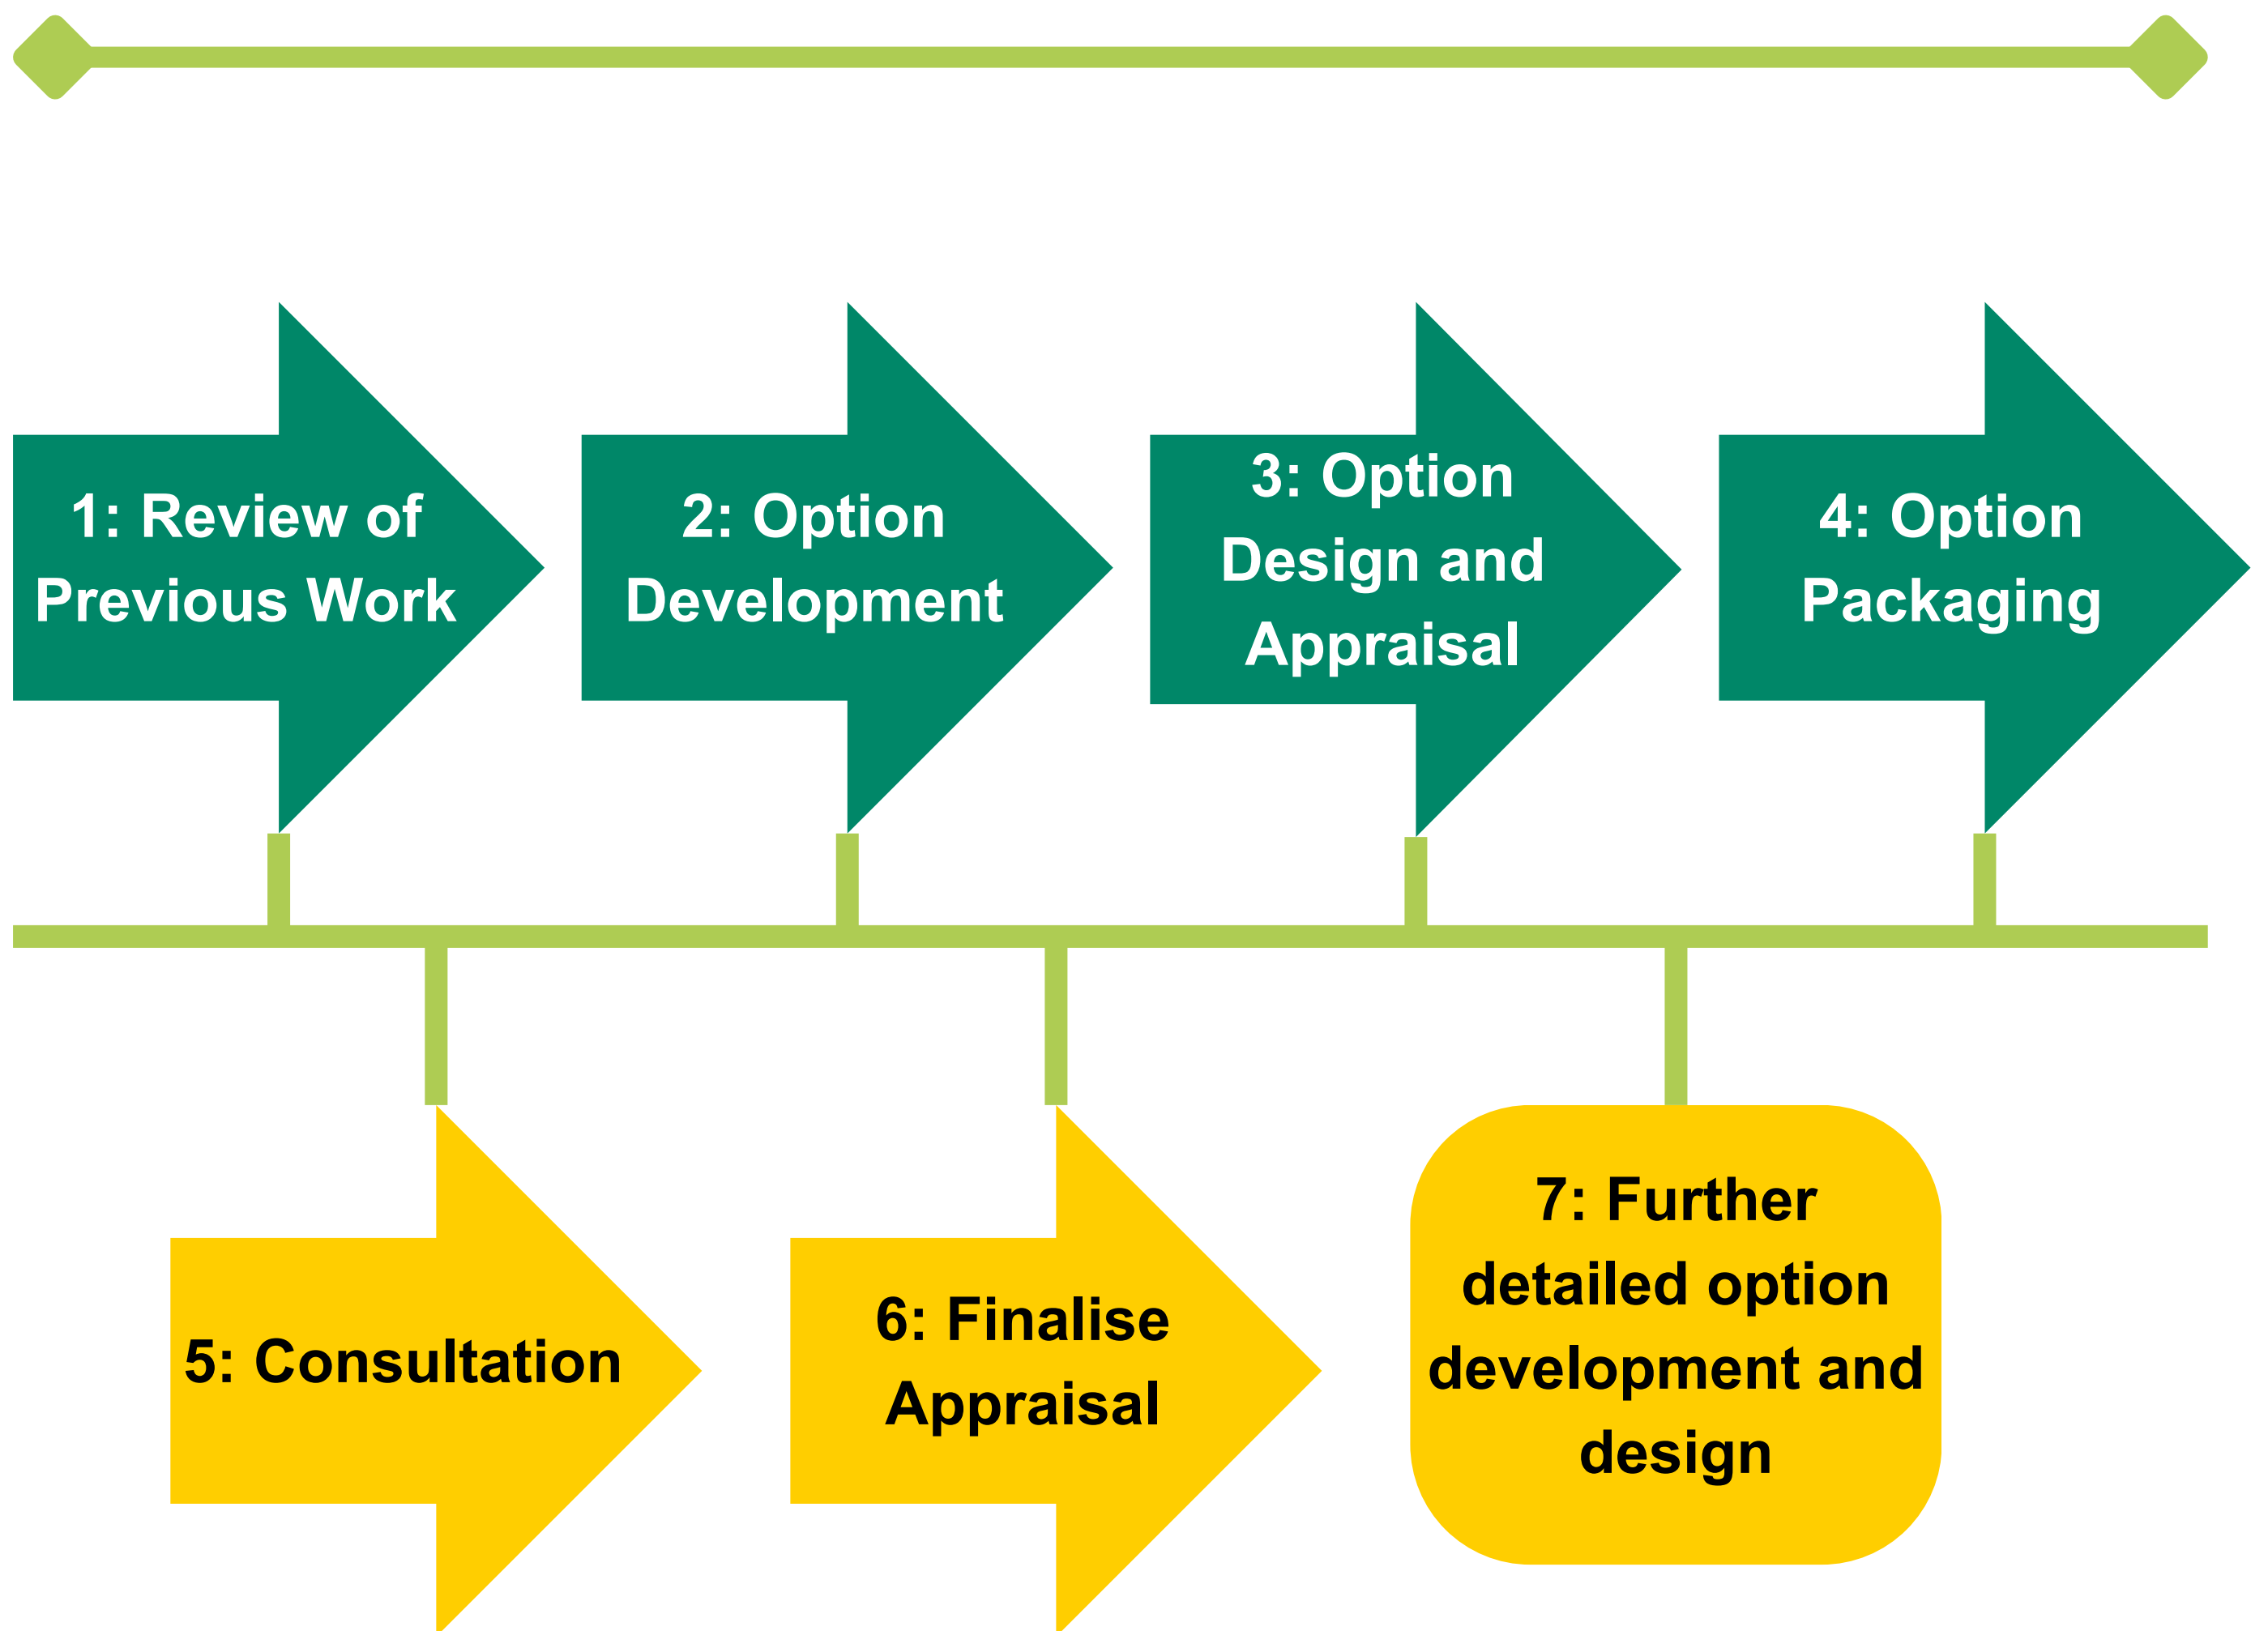 1: Review of
Previous Work
2: Option
Development
3: Option
Design and
Appraisal
4: Option
Packaging
5: Consultation
6: Finalise
Appraisal
7: Further
detailed option
development and
design